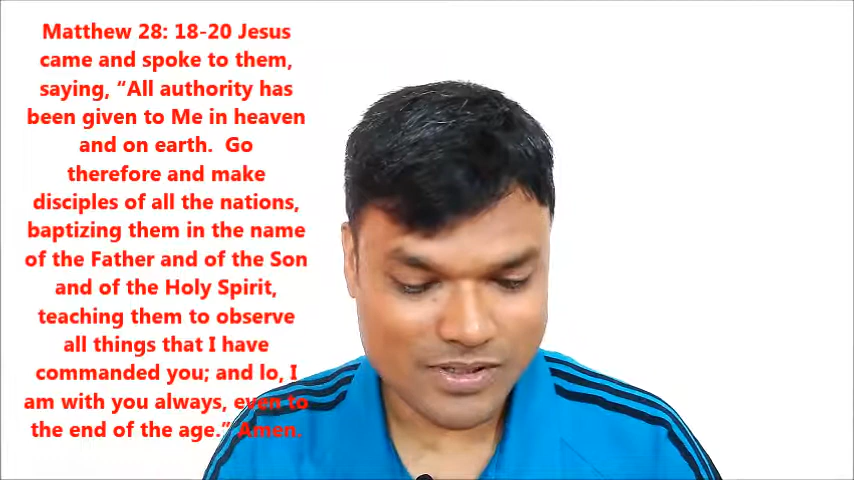 Matthew 28: 18-20 Jesus
came and spoke to them,
saying, “All authority has
been given to Me in heaven
and on earth.  Go
therefore and make
disciples of all the nations,
baptizing them in the name
of the Father and of the Son
and of the Holy Spirit,
teaching them to observe
all things that I have
commanded you; and lo, I
am with you always, even to
the end of the age.” Amen.